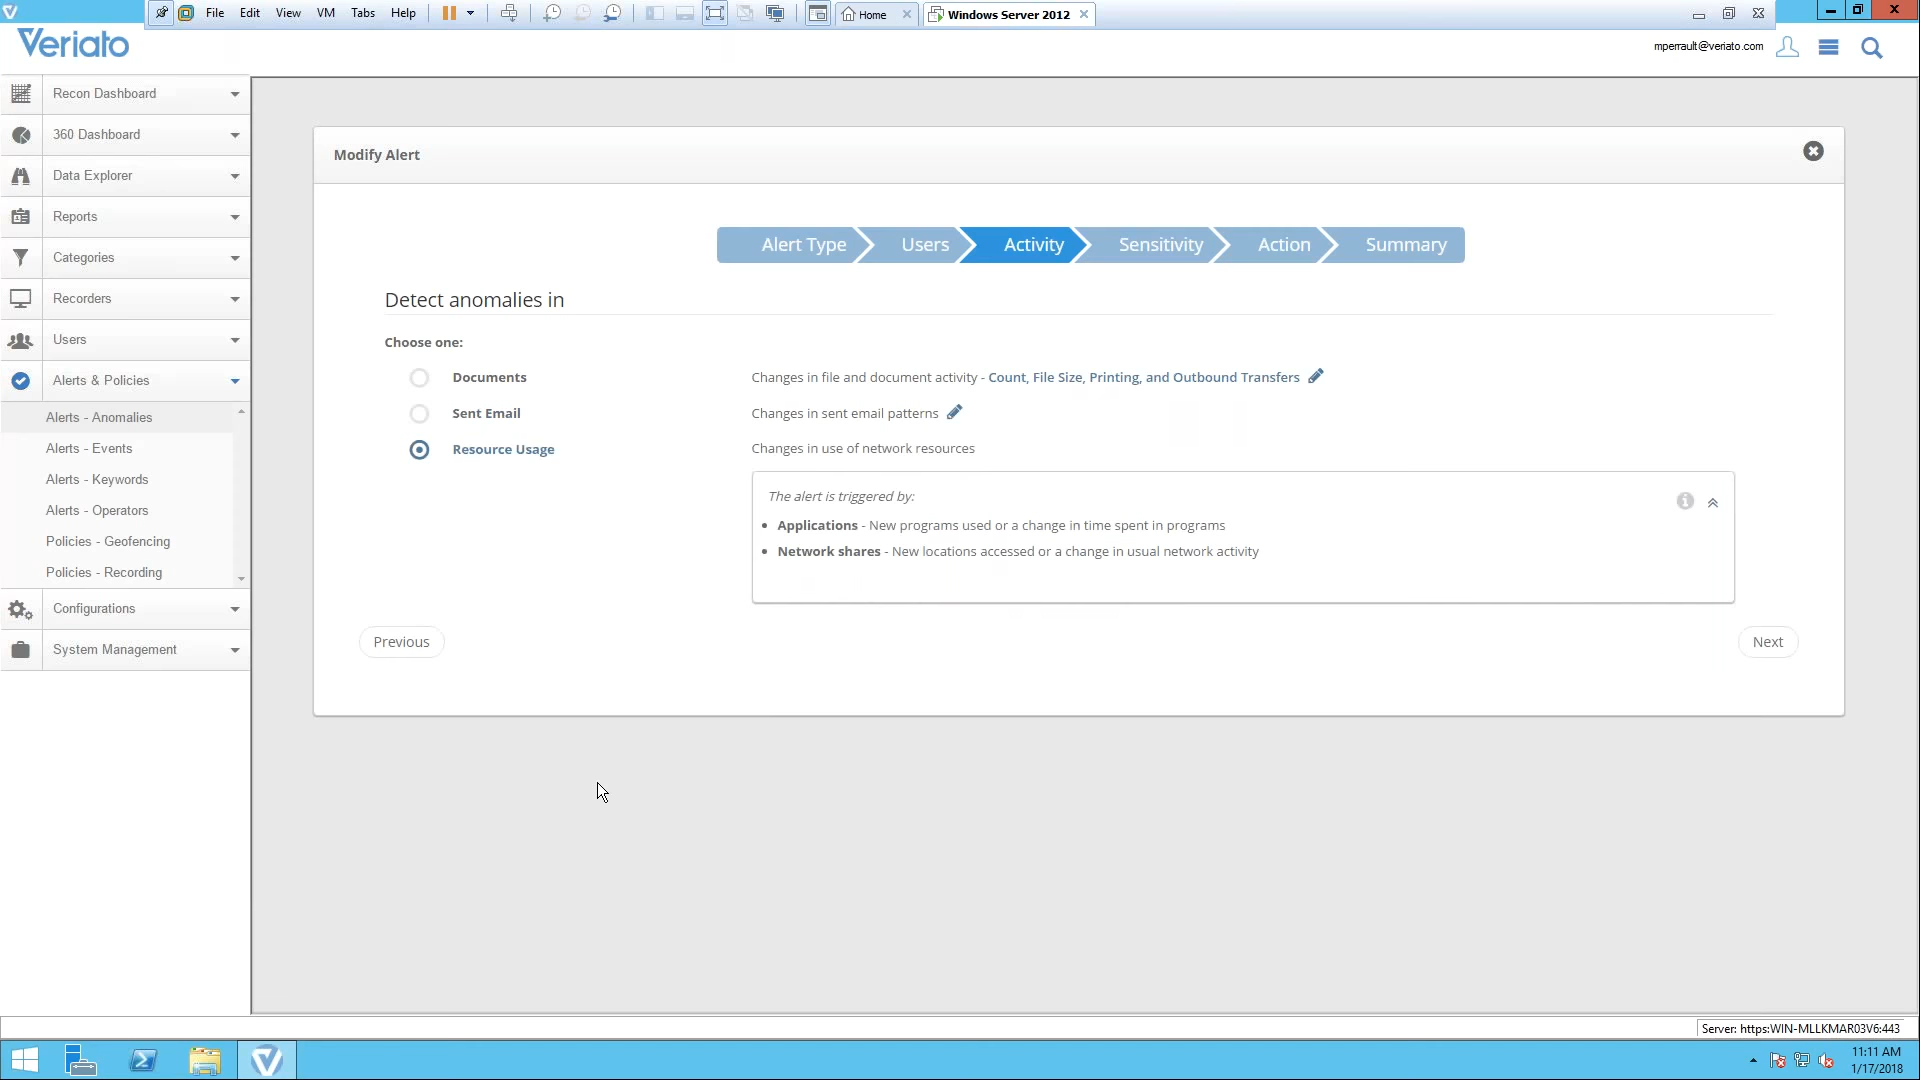 File Edit View VM Tabs Help Home Windows Server 2012
Veriato
mperrault@veriato.com
Recon Dashboard
360 Dashboard
Data Explorer
Reports
Categories
Recorders
Users
Alerts & Policies
Alerts - Anomalies
Alerts - Events
Alerts - Keywords
Alerts - Operators
Policies - Geofencing
Policies - Recording
Configurations
System Management
Modify Alert
Alert Type Users Activity Sensitivity Action Summary
Detect anomalies in
Choose one:
Documents Changes in file and document activity - Count, File Size, Printing, and Outbound Transfers
Sent Email Changes in sent email patterns
Resource Usage Changes in use of network resources
The alert is triggered by:
• Applications - New programs used or a change in time spent in programs
• Network shares - New locations accessed or a change in usual network activity
Previous Next
Server: https:WIN-MLLKMAR03V6:443
11:11 AM
1/17/2018